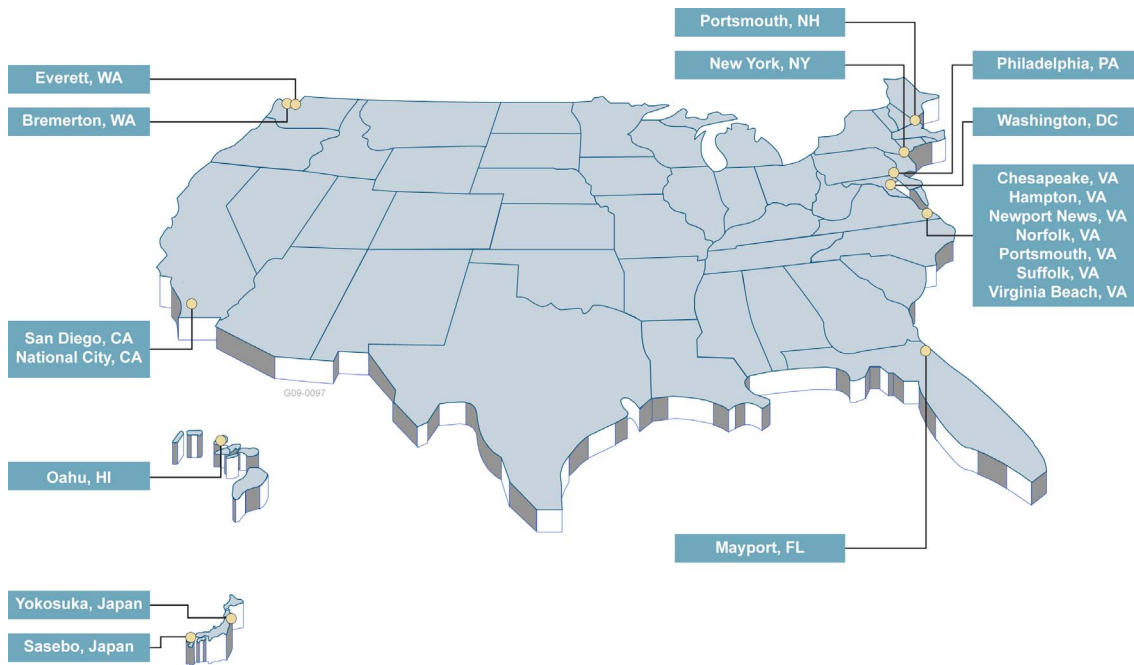 Portsmouth, NH
New York, NY
Philadelphia, PA
Everett, WA
Bremerton, WA
Washington, DC
Chesapeake, VA
Hampton, VA
Newport News, VA
Norfolk, VA
Portsmouth, VA
Suffolk, VA
Virginia Beach, VA
San Diego, CA
National City, CA
G09-0097
Oahu, HI
Mayport, FL
Yokosuka, Japan
Sasebo, Japan